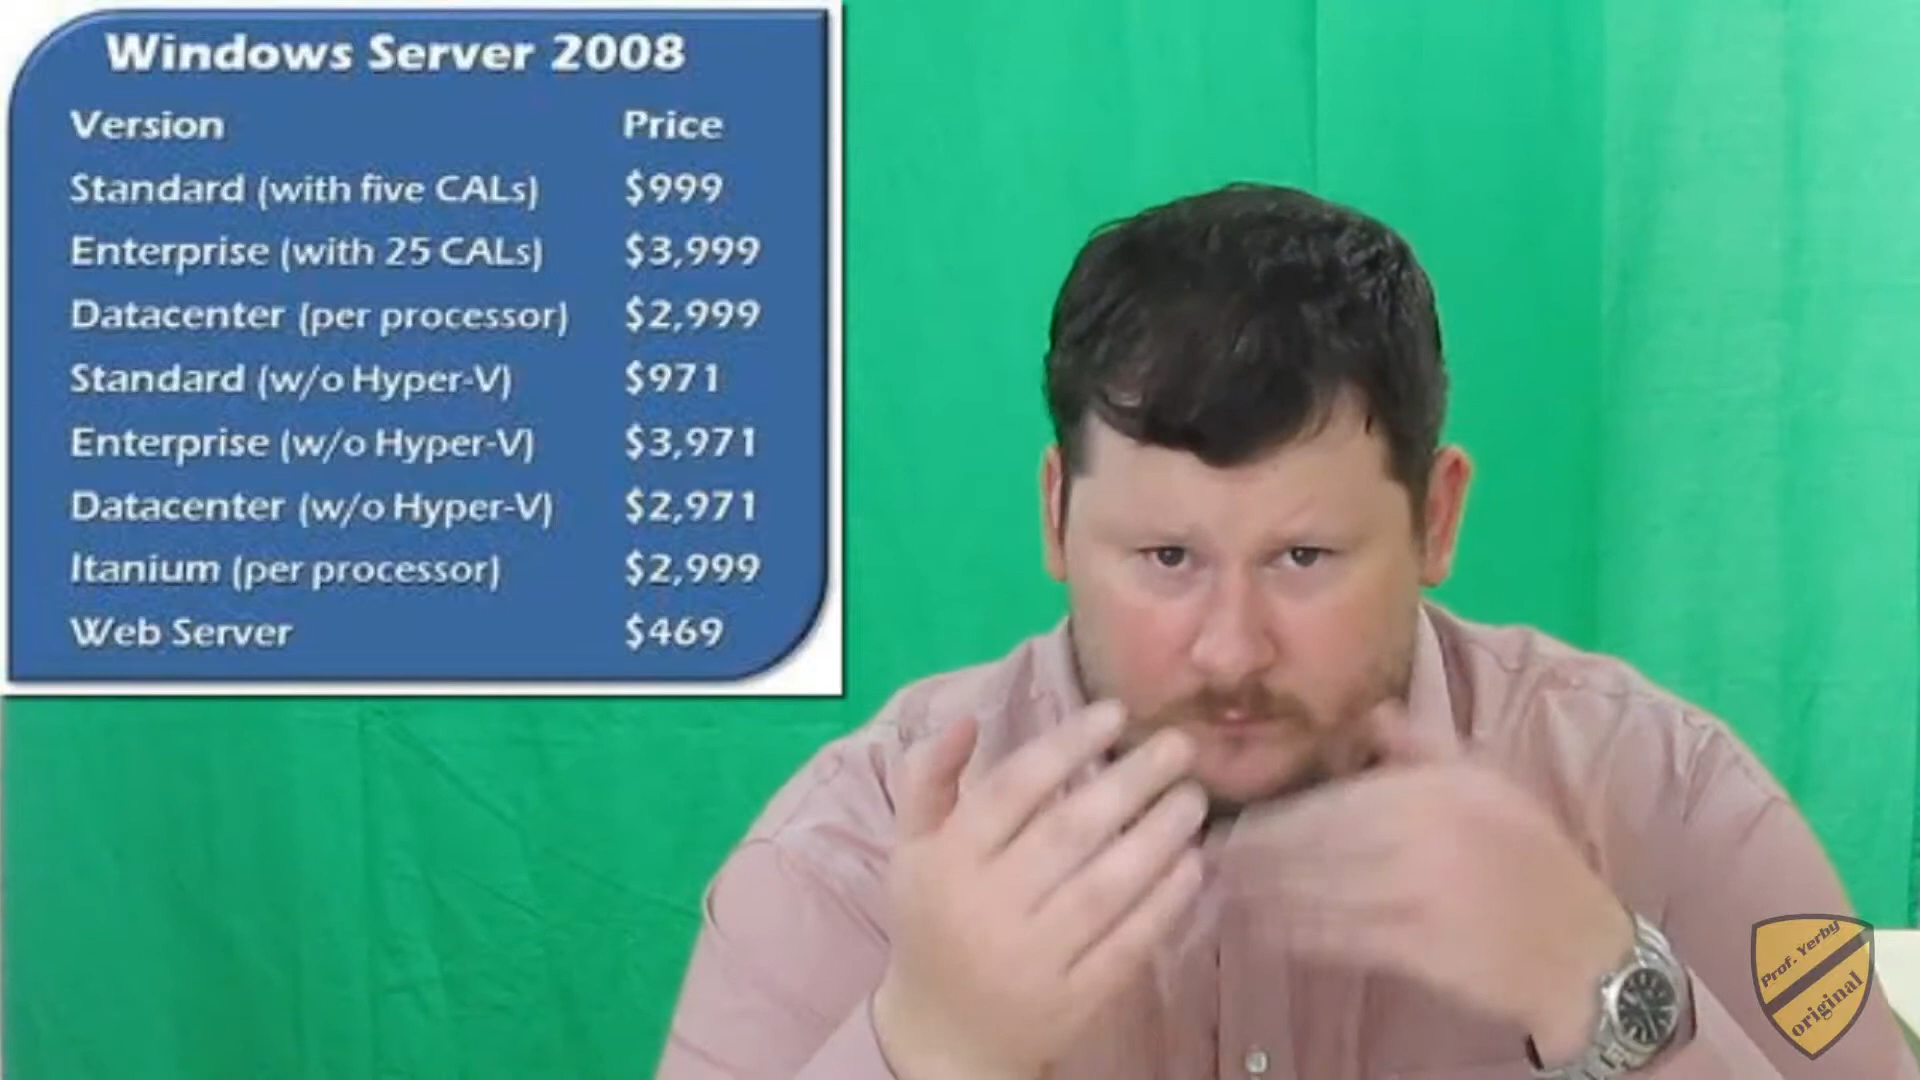 Windows Server 2008
Version Price
Standard (with five CALs) $999
Enterprise (with 25 CALs) $3,999
Datacenter (per processor) $2,999
Standard (w/o Hyper-V) $971
Enterprise (w/o Hyper-V) $3,971
Datacenter (w/o Hyper-V) $2,971
Itanium (per processor) $2,999
Web Server $469
Prof. Yerby
original